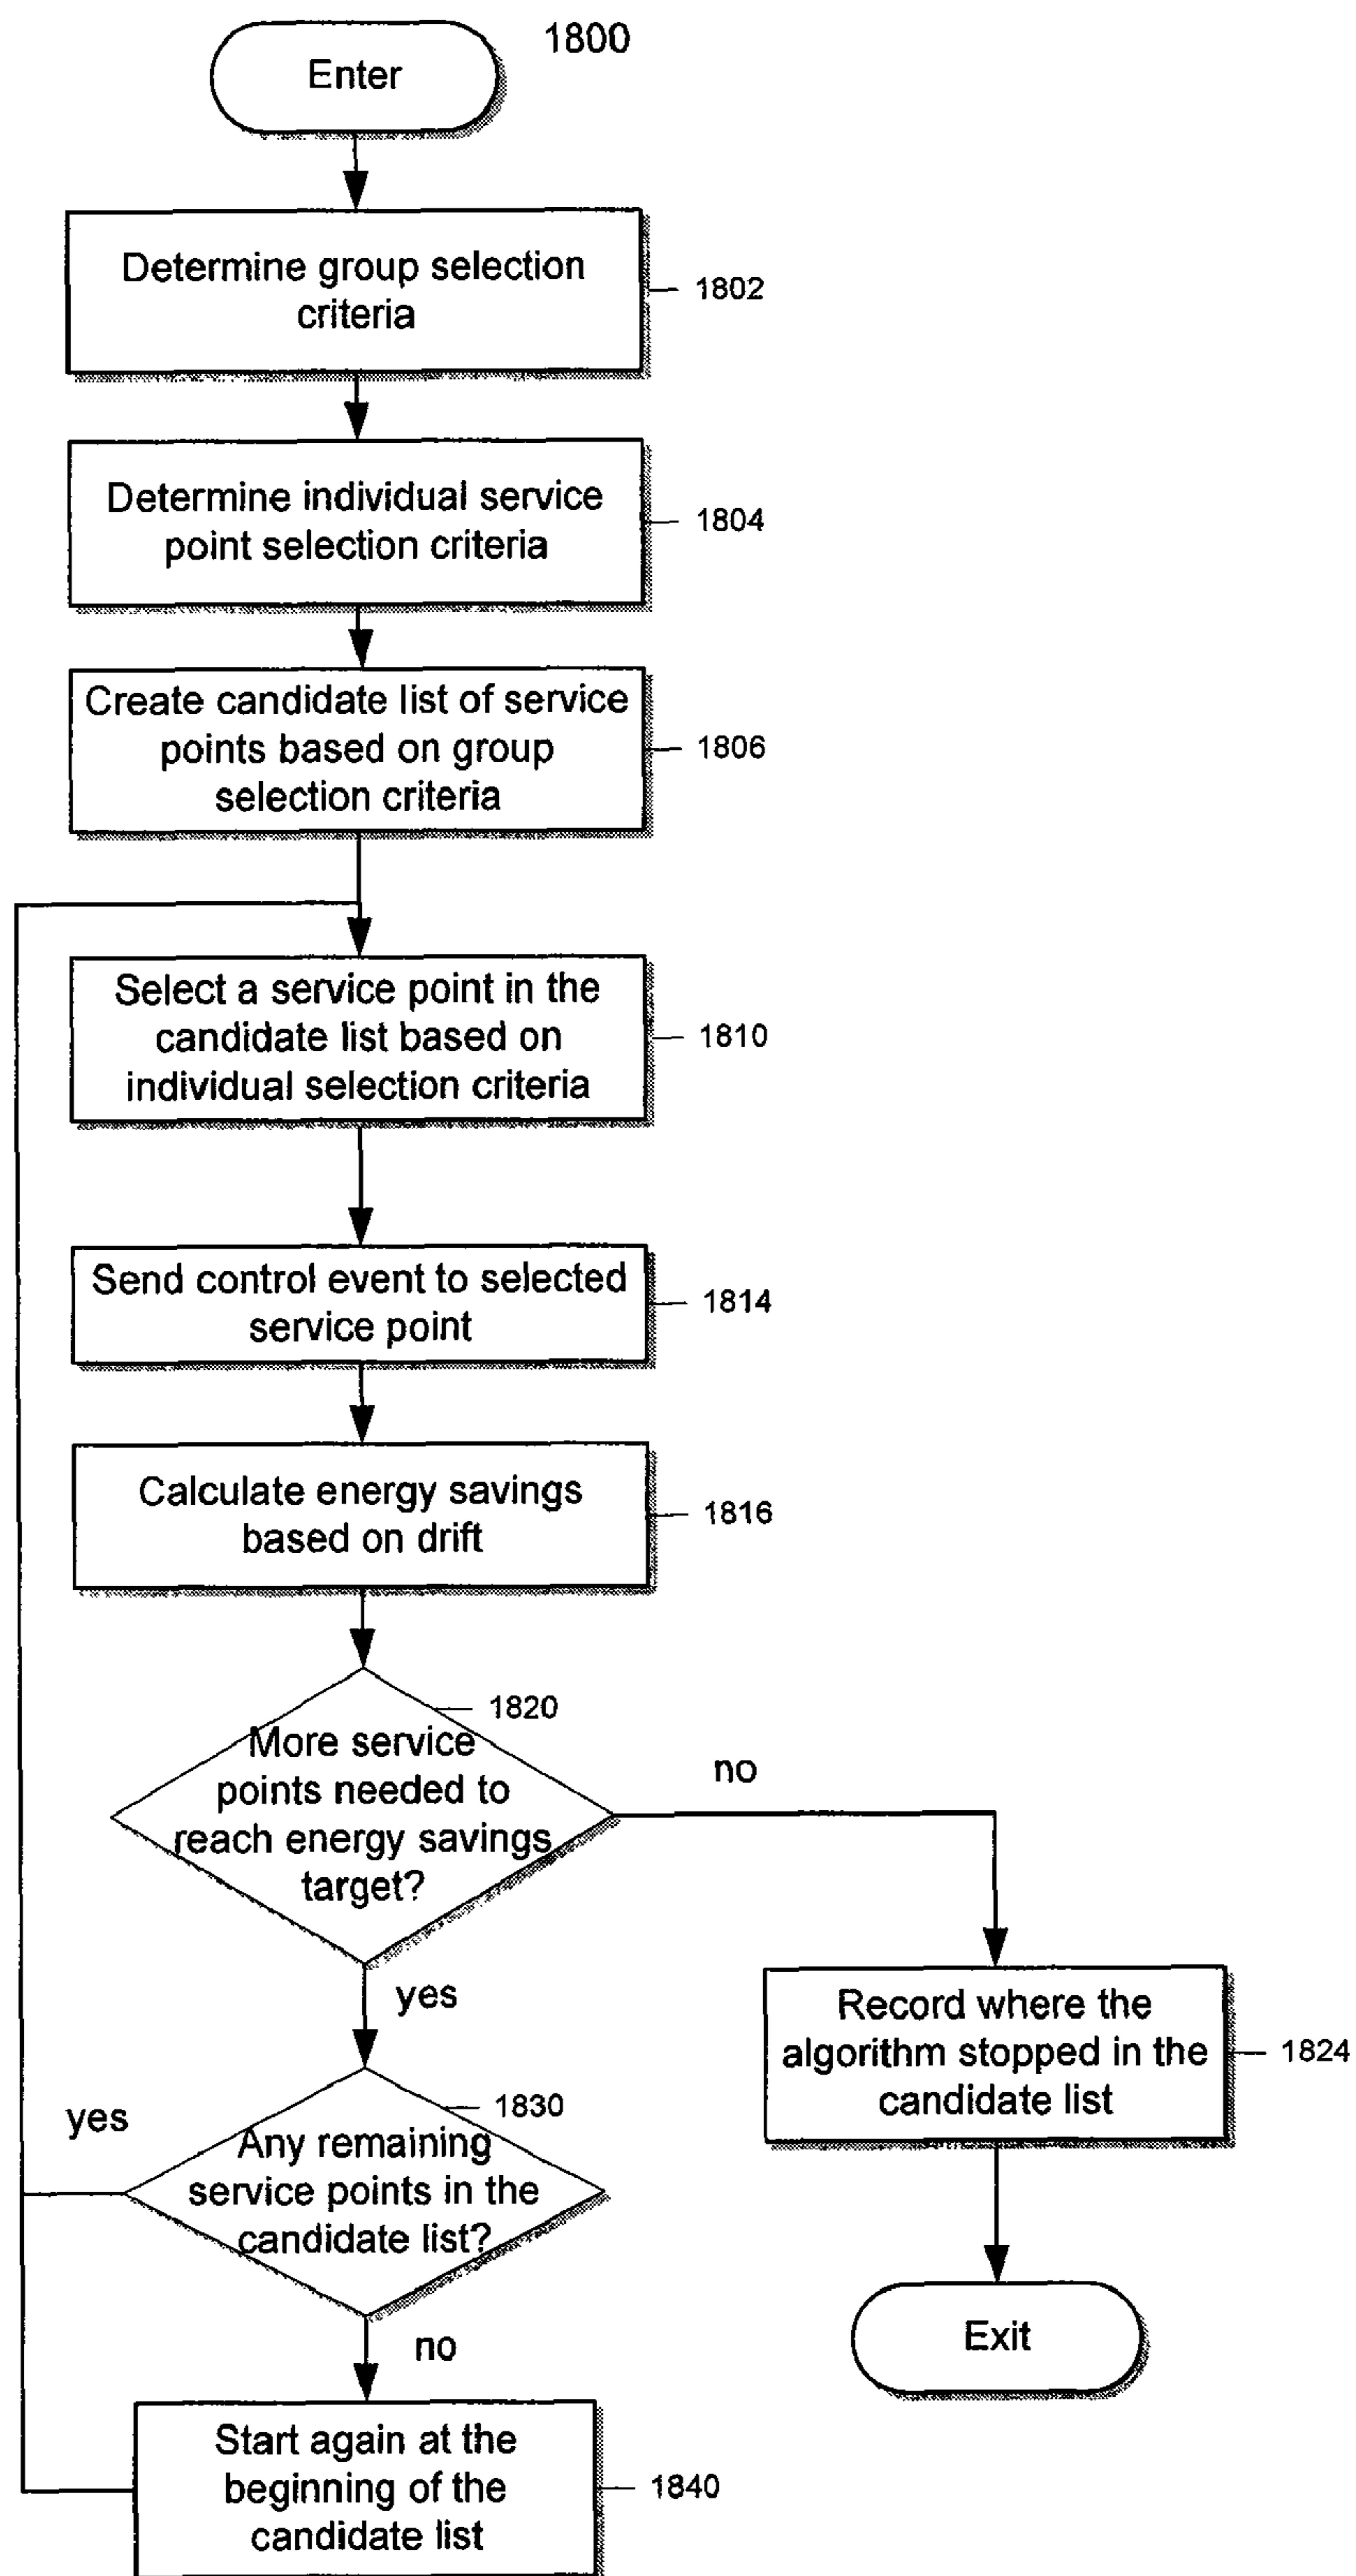 1800
Enter
Determine group selection
criteria
1802
Determine individual service
point selection criteria
1804
Create candidate list of service
points based on group
selection criteria
1806
Select a service point in the
candidate list based on
individual selection criteria
1810
Send control event to selected
service point
1814
Calculate energy savings
based on drift
1816
1820
More service
points needed to
reach energy savings
target?
no
yes
Record where the
algorithm stopped in the
candidate list
1824
1830
yes
Any remaining
service points in the
candidate list?
no
Exit
Start again at the
beginning of the
candidate list
1840